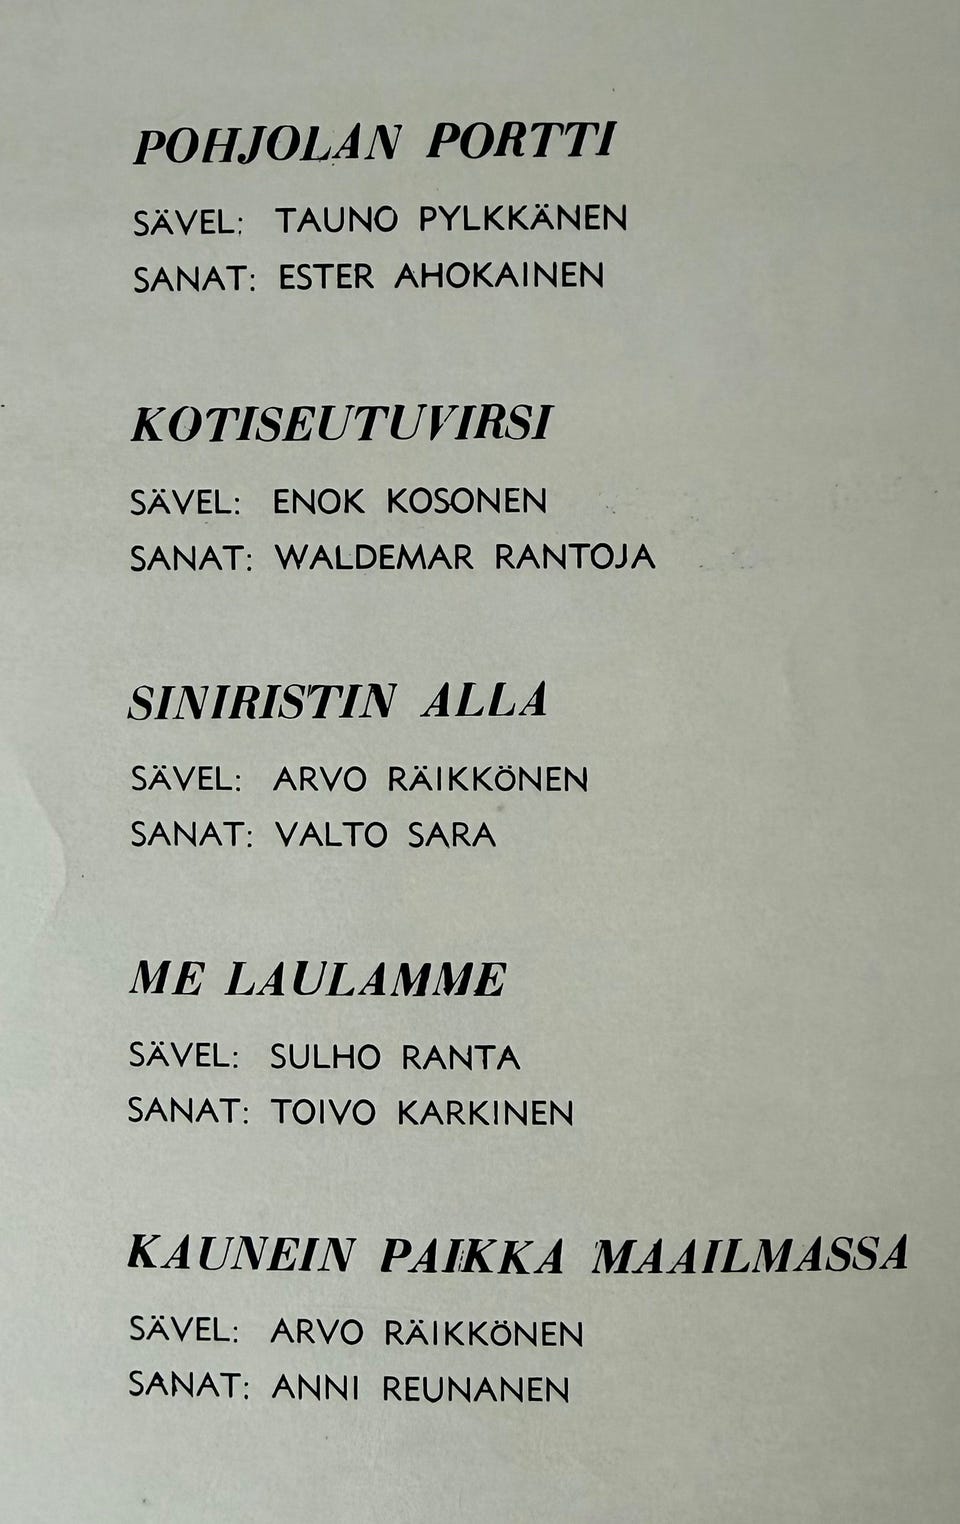 POHJOLAN PORTTI
SÄVEL: TAUNO PYLKKÄNEN
SANAT: ESTER AHOKAINEN
KOTISEUTUVIRSI
SÄVEL: ENOK KOSONEN
SANAT: WALDEMAR RANTOJA
SINIRISTIN ALLA
SÄVEL: ARVO RÄIKKÖNEN
SANAT: VALTO SARA
ME LAULAMME
SÄVEL: SULHO RANTA
SANAT: TOIVO KARKINEN
KAUNEIN PAIKKA MAAILMASSA
SÄVEL: ARVO RÄIKKÖNEN
SANAT: ANNI REUNANEN